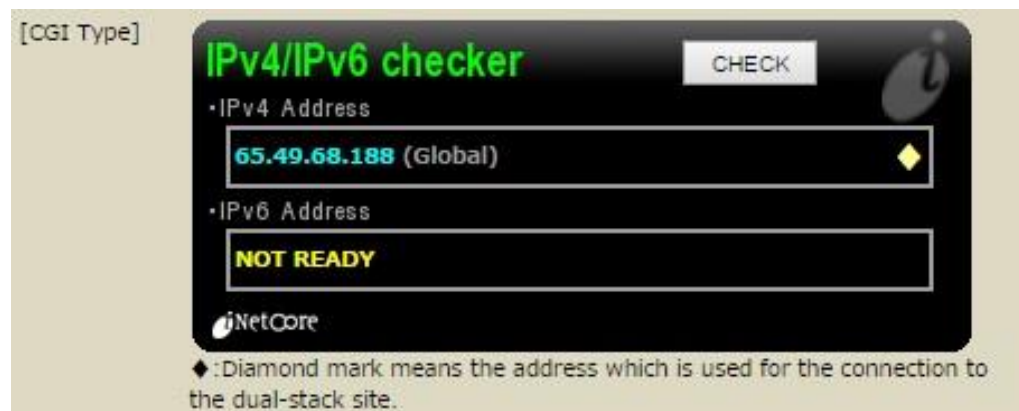 [CGI Type]
IPv4/IPv6 checker
CHECK
・IPv4 Address
65.49.68.188 (Global) ◆
・IPv6 Address
NOT READY
iNetCore
◆:Diamond mark means the address which is used for the connection to
the dual-stack site.